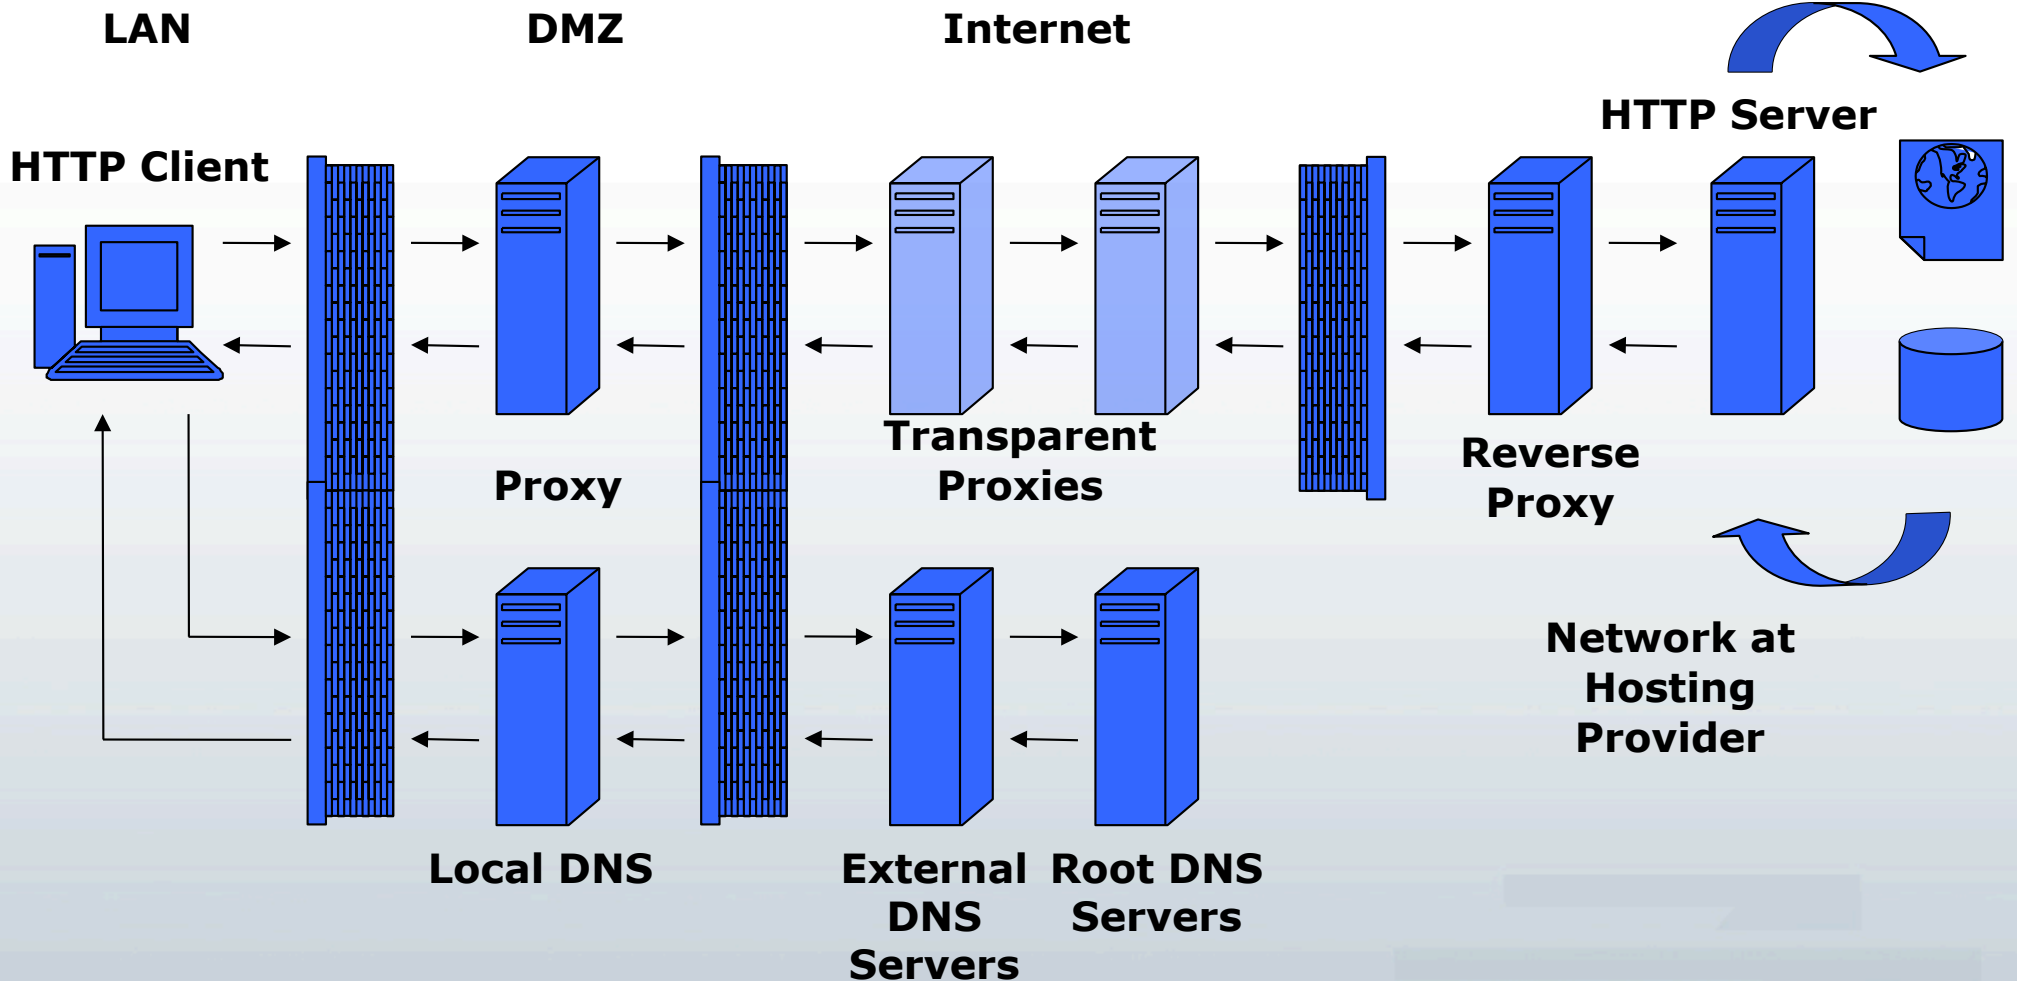 LAN
DMZ
Internet
HTTP Server
HTTP Client
Transparent
Proxies
Reverse
Proxy
Proxy
Network at
Hosting
Provider
Local DNS
External
DNS
Servers
Root DNS
Servers